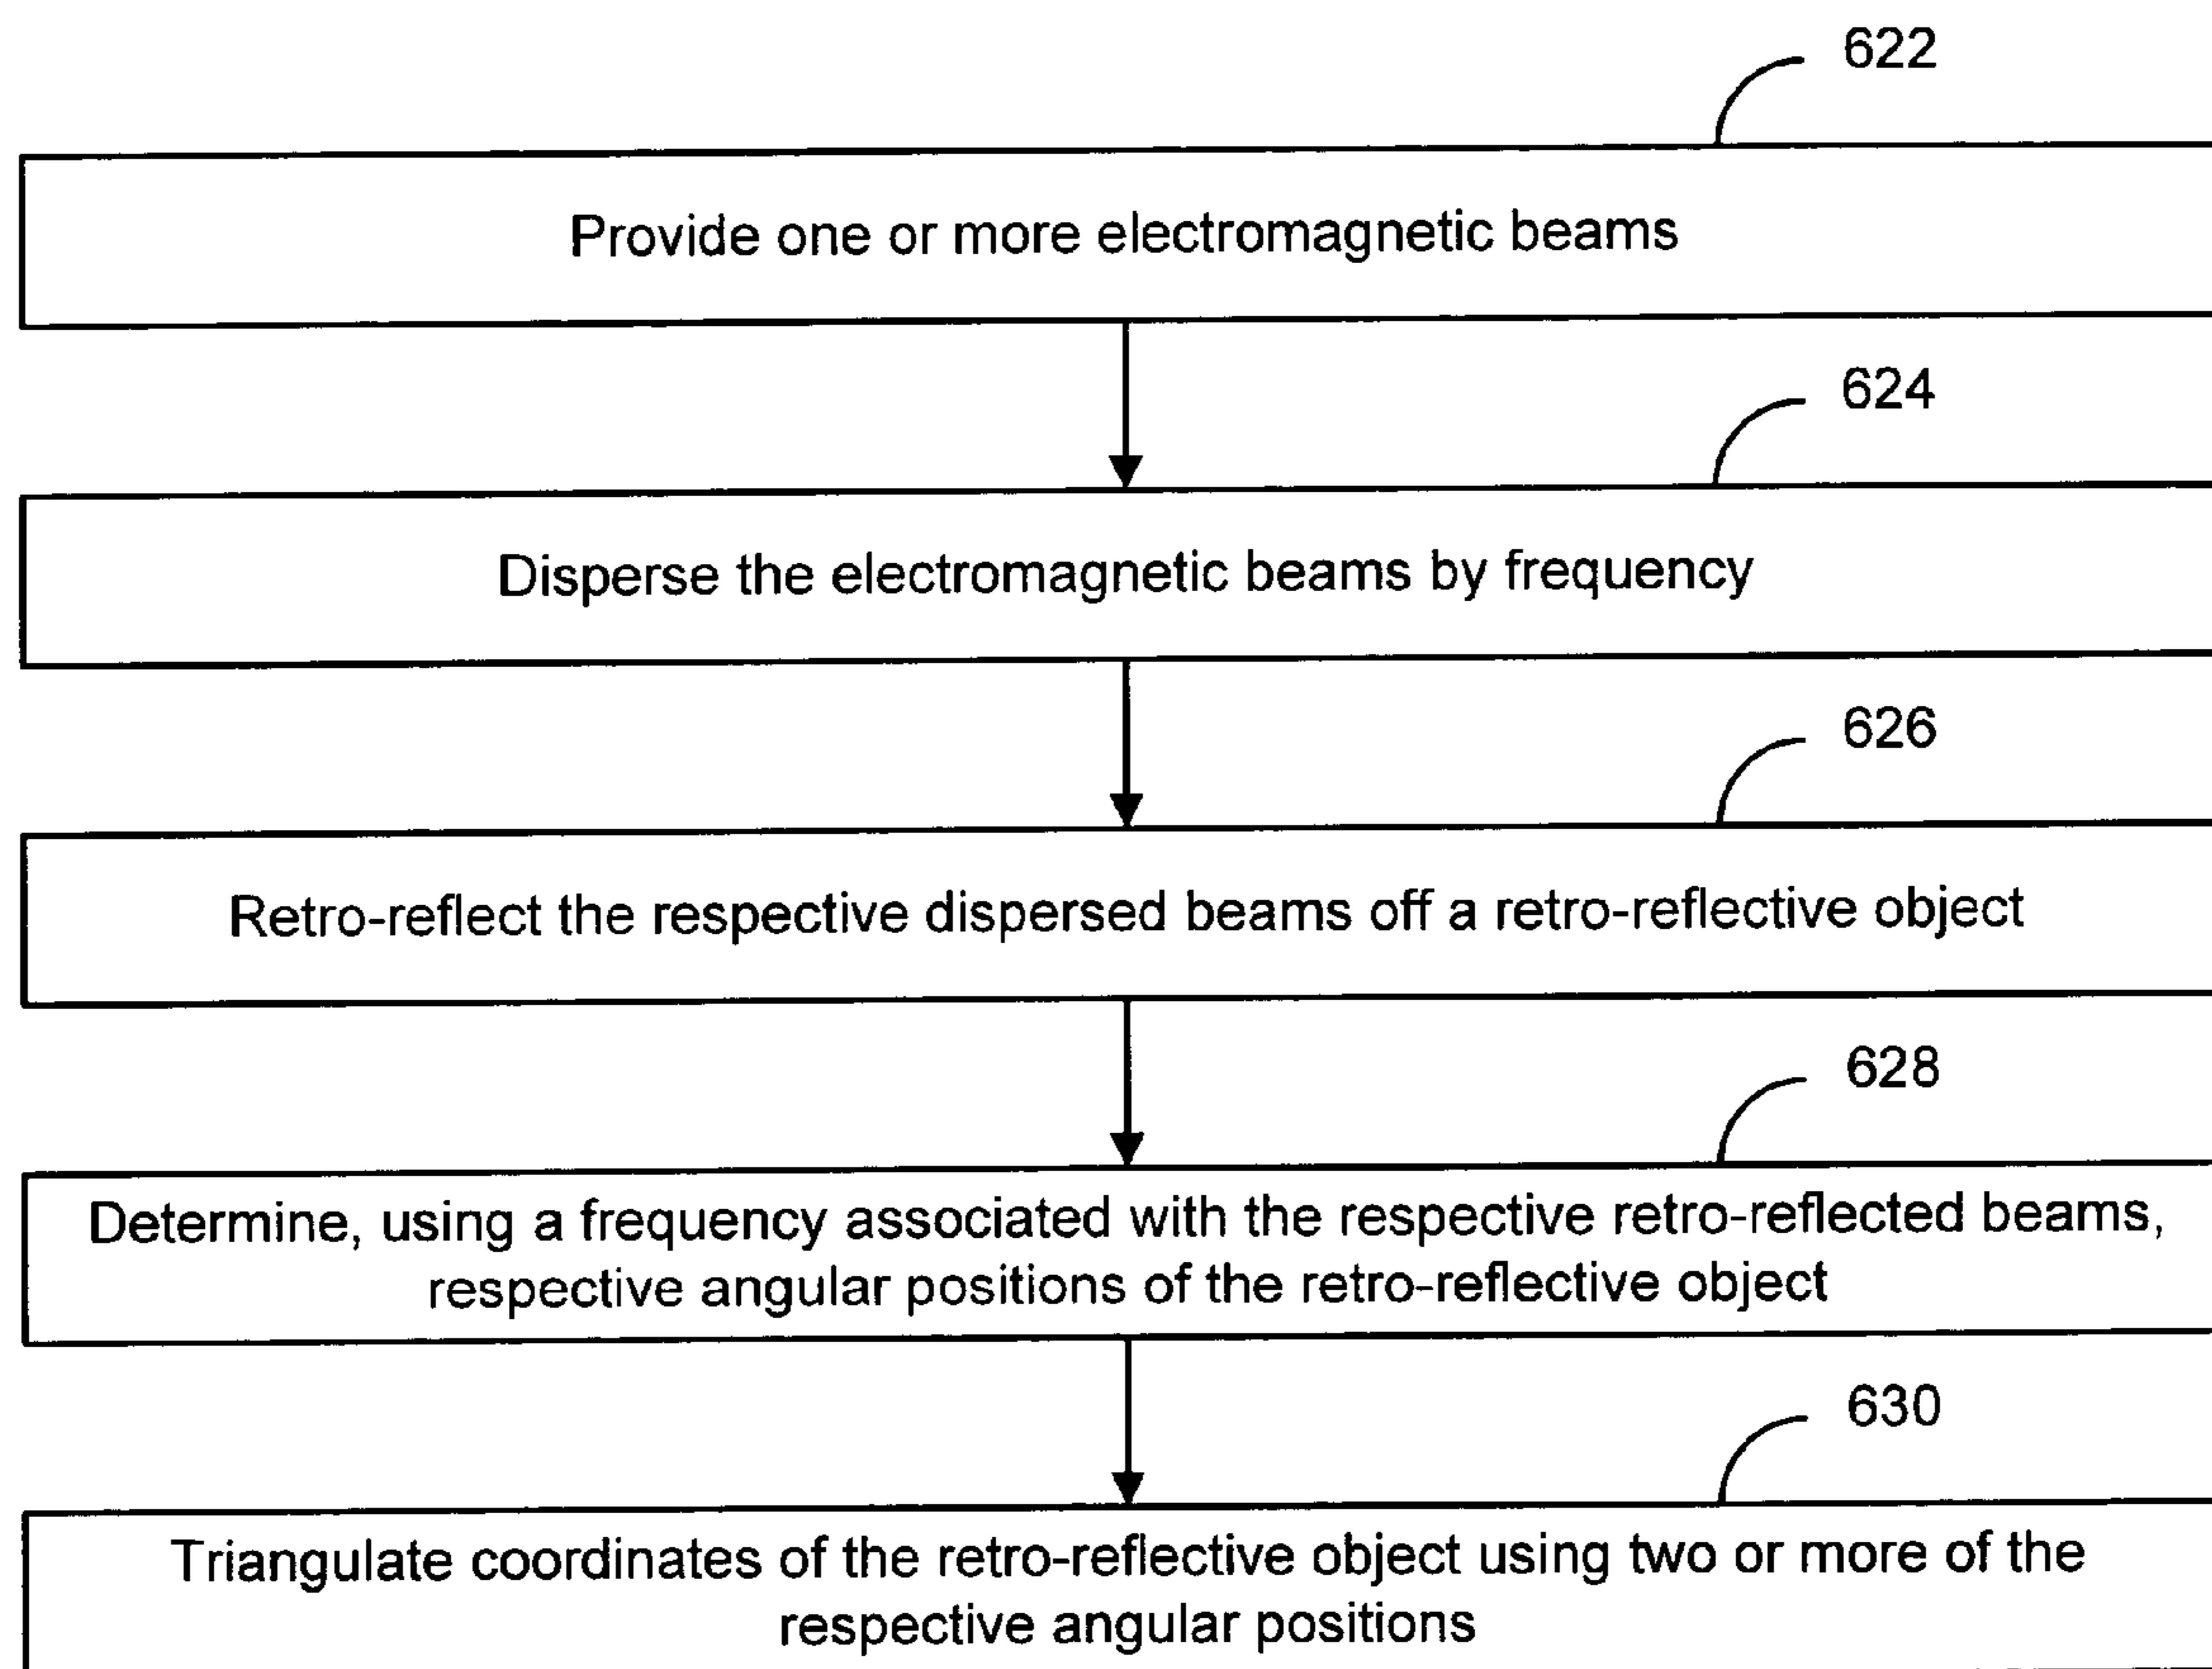 622
Provide one or more electromagnetic beams
624
Disperse the electromagnetic beams by frequency
626
Retro-reflect the respective dispersed beams off a retro-reflective object
628
Determine, using a frequency associated with the respective retro-reflected beams,
respective angular positions of the retro-reflective object
630
Triangulate coordinates of the retro-reflective object using two or more of the
respective angular positions